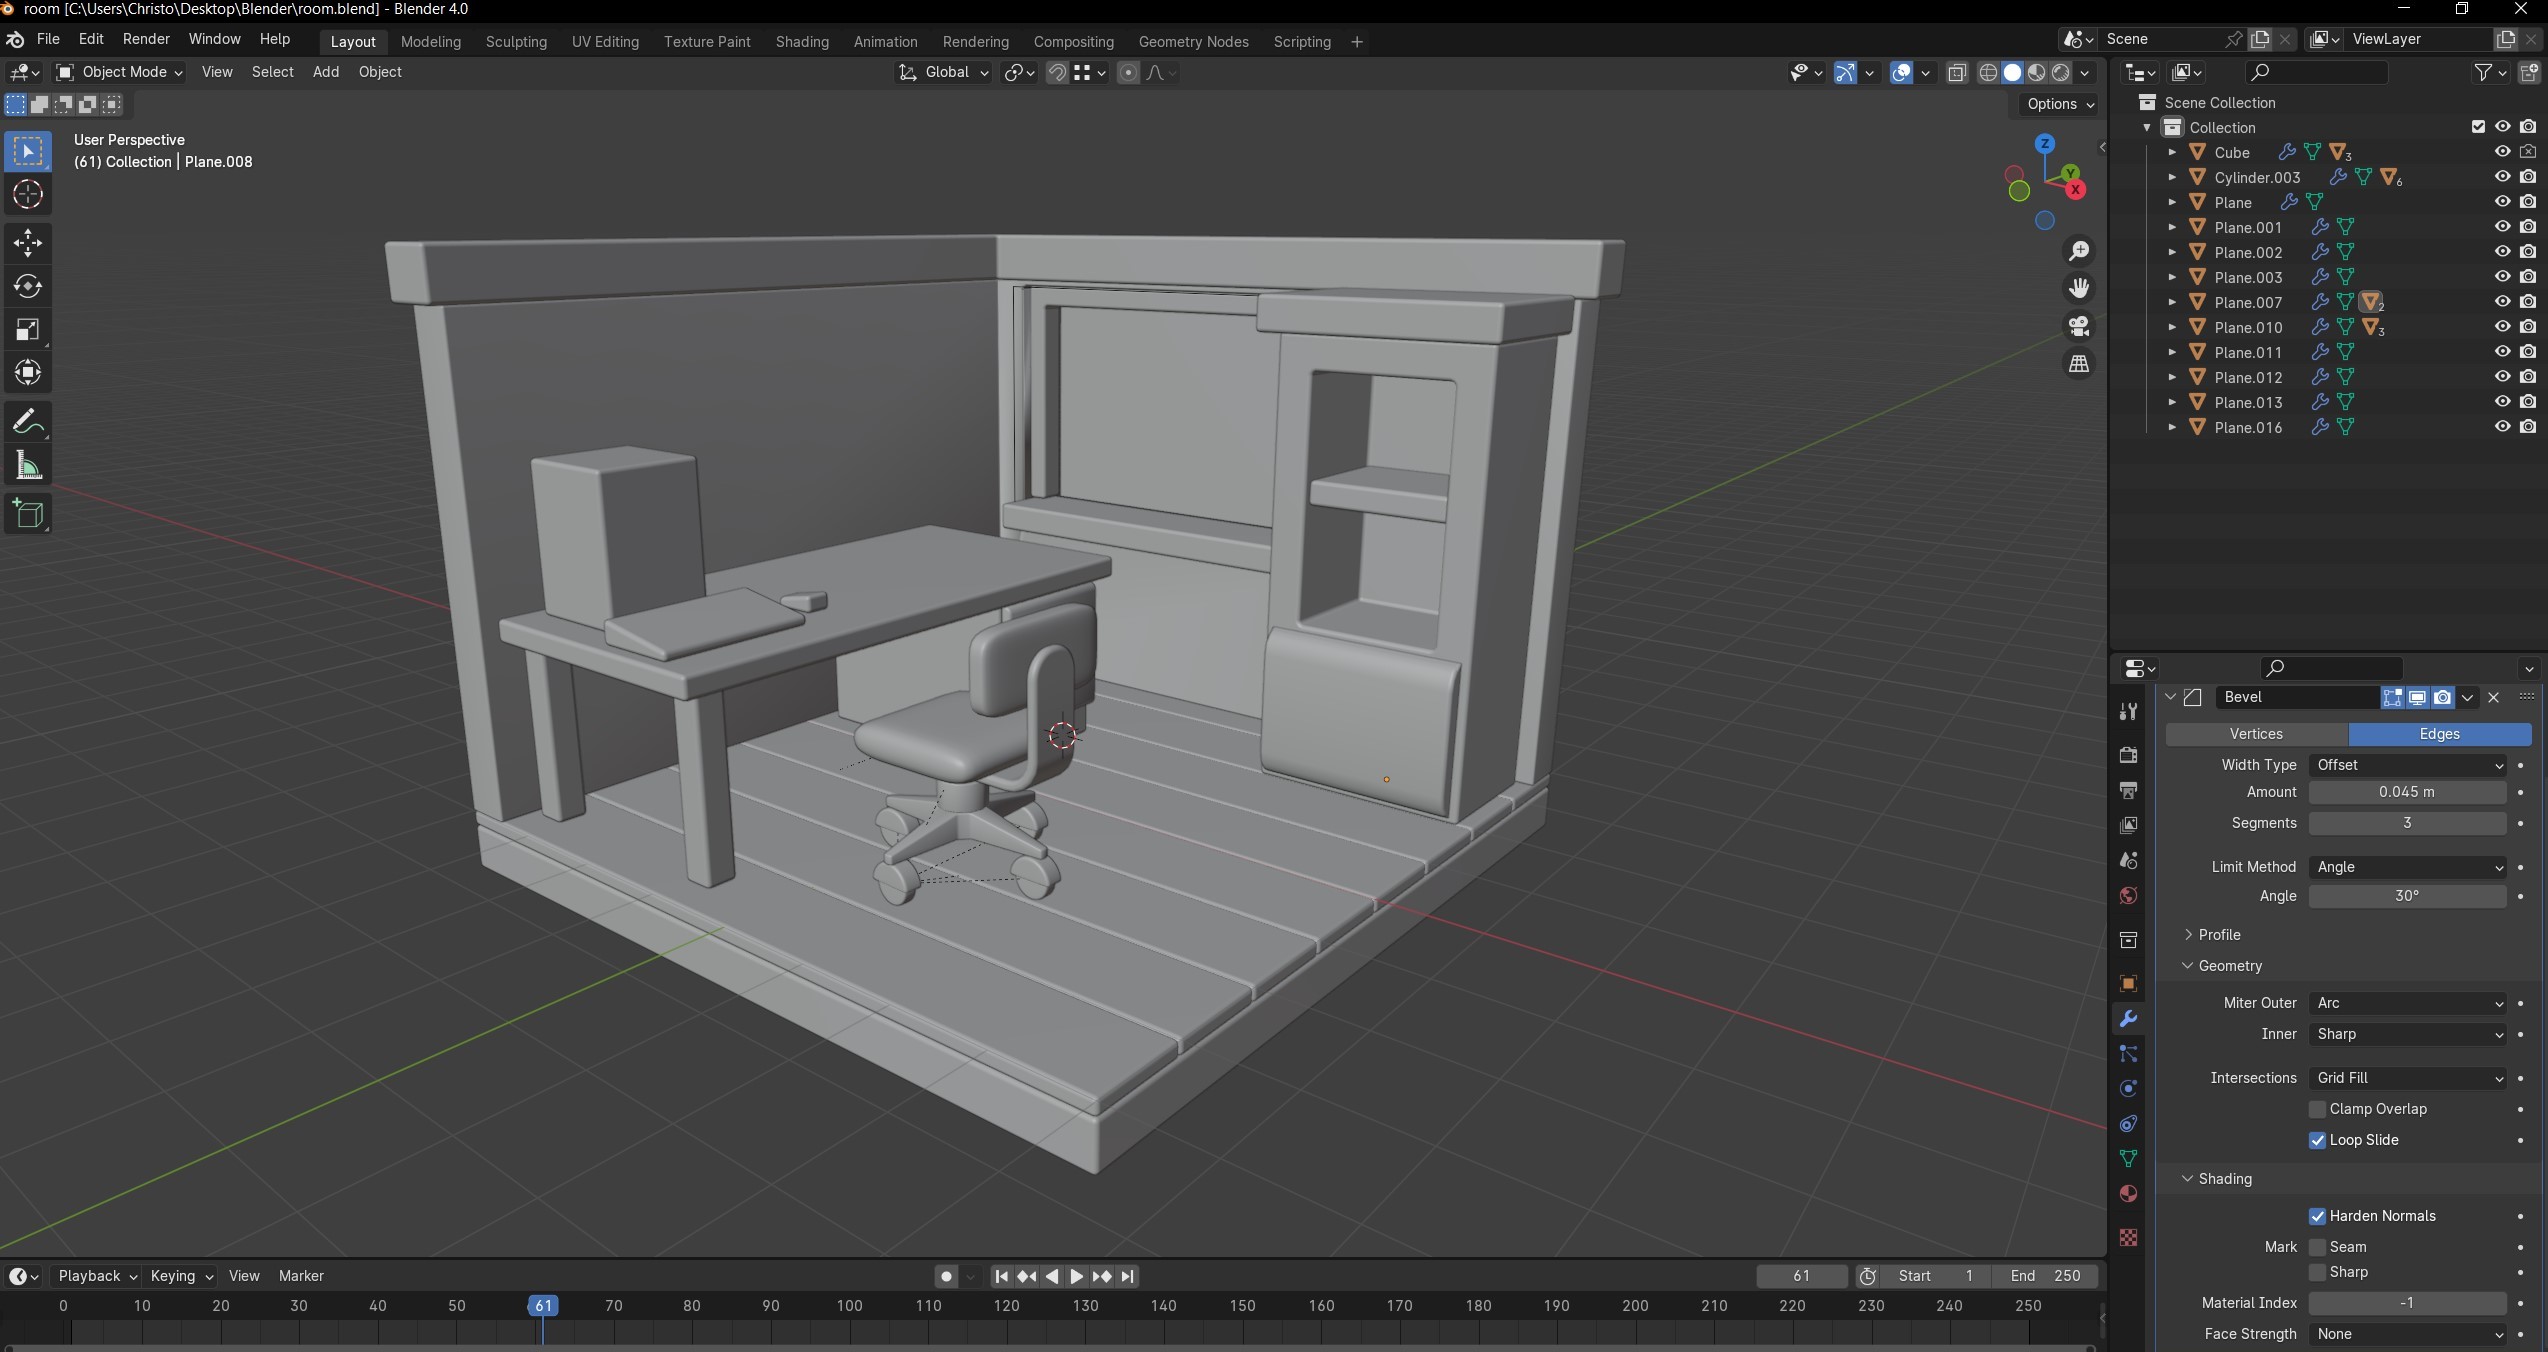 room [C:\Users\Christo\Desktop\Blender\room.blend] - Blender 4.0
File Edit Render Window Help
Layout Modeling Sculpting UV Editing Texture Paint Shading Animation Rendering Compositing Geometry Nodes Scripting +
Scene ViewLayer
Object Mode View Select Add Object
Global
Options
User Perspective
(61) Collection | Plane.008
Z
Y
X
Scene Collection
Collection
Cube 3
Cylinder.003 6
Plane
Plane.001
Plane.002
Plane.003
Plane.007 2
Plane.010 3
Plane.011
Plane.012
Plane.013
Plane.016
Bevel
Vertices Edges
Width Type Offset
Amount 0.045 m
Segments 3
Limit Method Angle
Angle 30°
Profile
Geometry
Miter Outer Arc
Inner Sharp
Intersections Grid Fill
Clamp Overlap
Loop Slide
Shading
Harden Normals
Mark Seam
Sharp
Material Index -1
Face Strength None
Playback Keying View Marker
61 Start 1 End 250
0 10 20 30 40 50 61 70 80 90 100 110 120 130 140 150 160 170 180 190 200 210 220 230 240 250